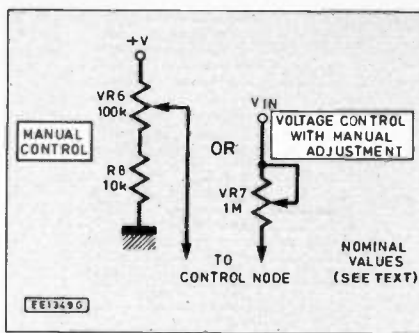 +V
VR6
100k
MANUAL
CONTROL
R8
10k
OR
VIN
VOLTAGE CONTROL
WITH MANUAL
ADJUSTMENT
VR7
1M
TO
CONTROL NODE
NOMINAL
VALUES
(SEE TEXT)
EE1349G